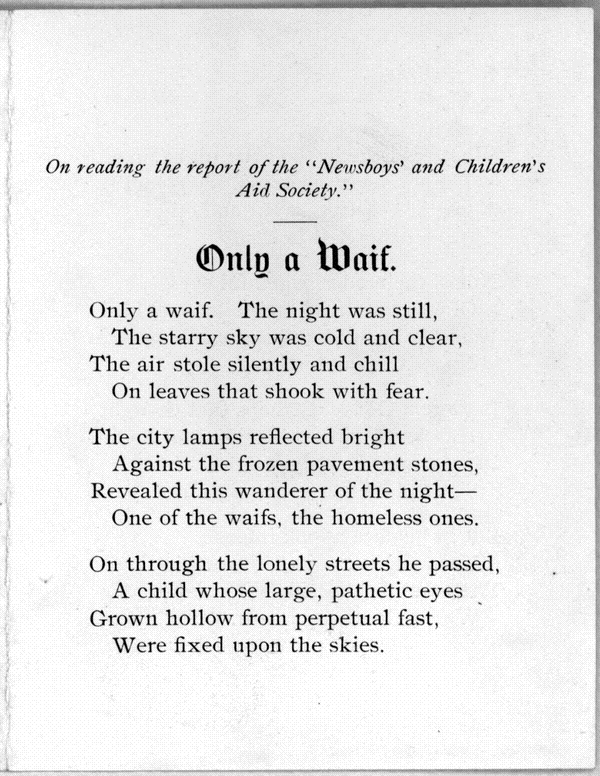 On reading the report of the "Newsboys' and Children's
Aid Society."
Only a Waif.
Only a waif. The night was still,
The starry sky was cold and clear,
The air stole silently and chill
On leaves that shook with fear.
The city lamps reflected bright
Against the frozen pavement stones,
Revealed this wanderer of the night—
One of the waifs, the homeless ones.
On through the lonely streets he passed,
A child whose large, pathetic eyes
Grown hollow from perpetual fast,
Were fixed upon the skies.